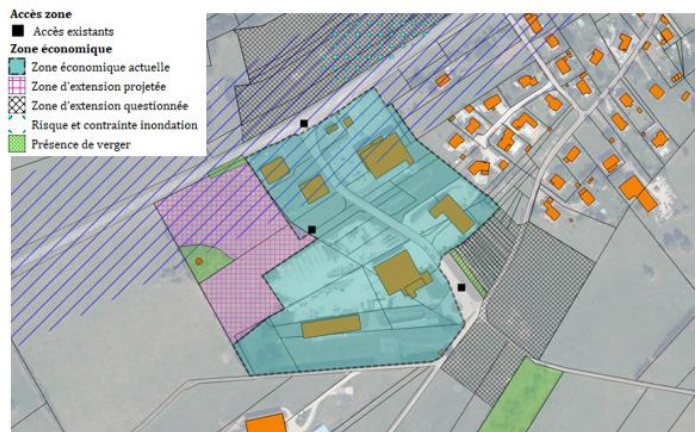 Accès zone
Accès existants
Zone économique
Zone économique actuelle
Zone d'extension projetée
Zone d'extension questionnée
Risque et contrainte inondation
Présence de verger